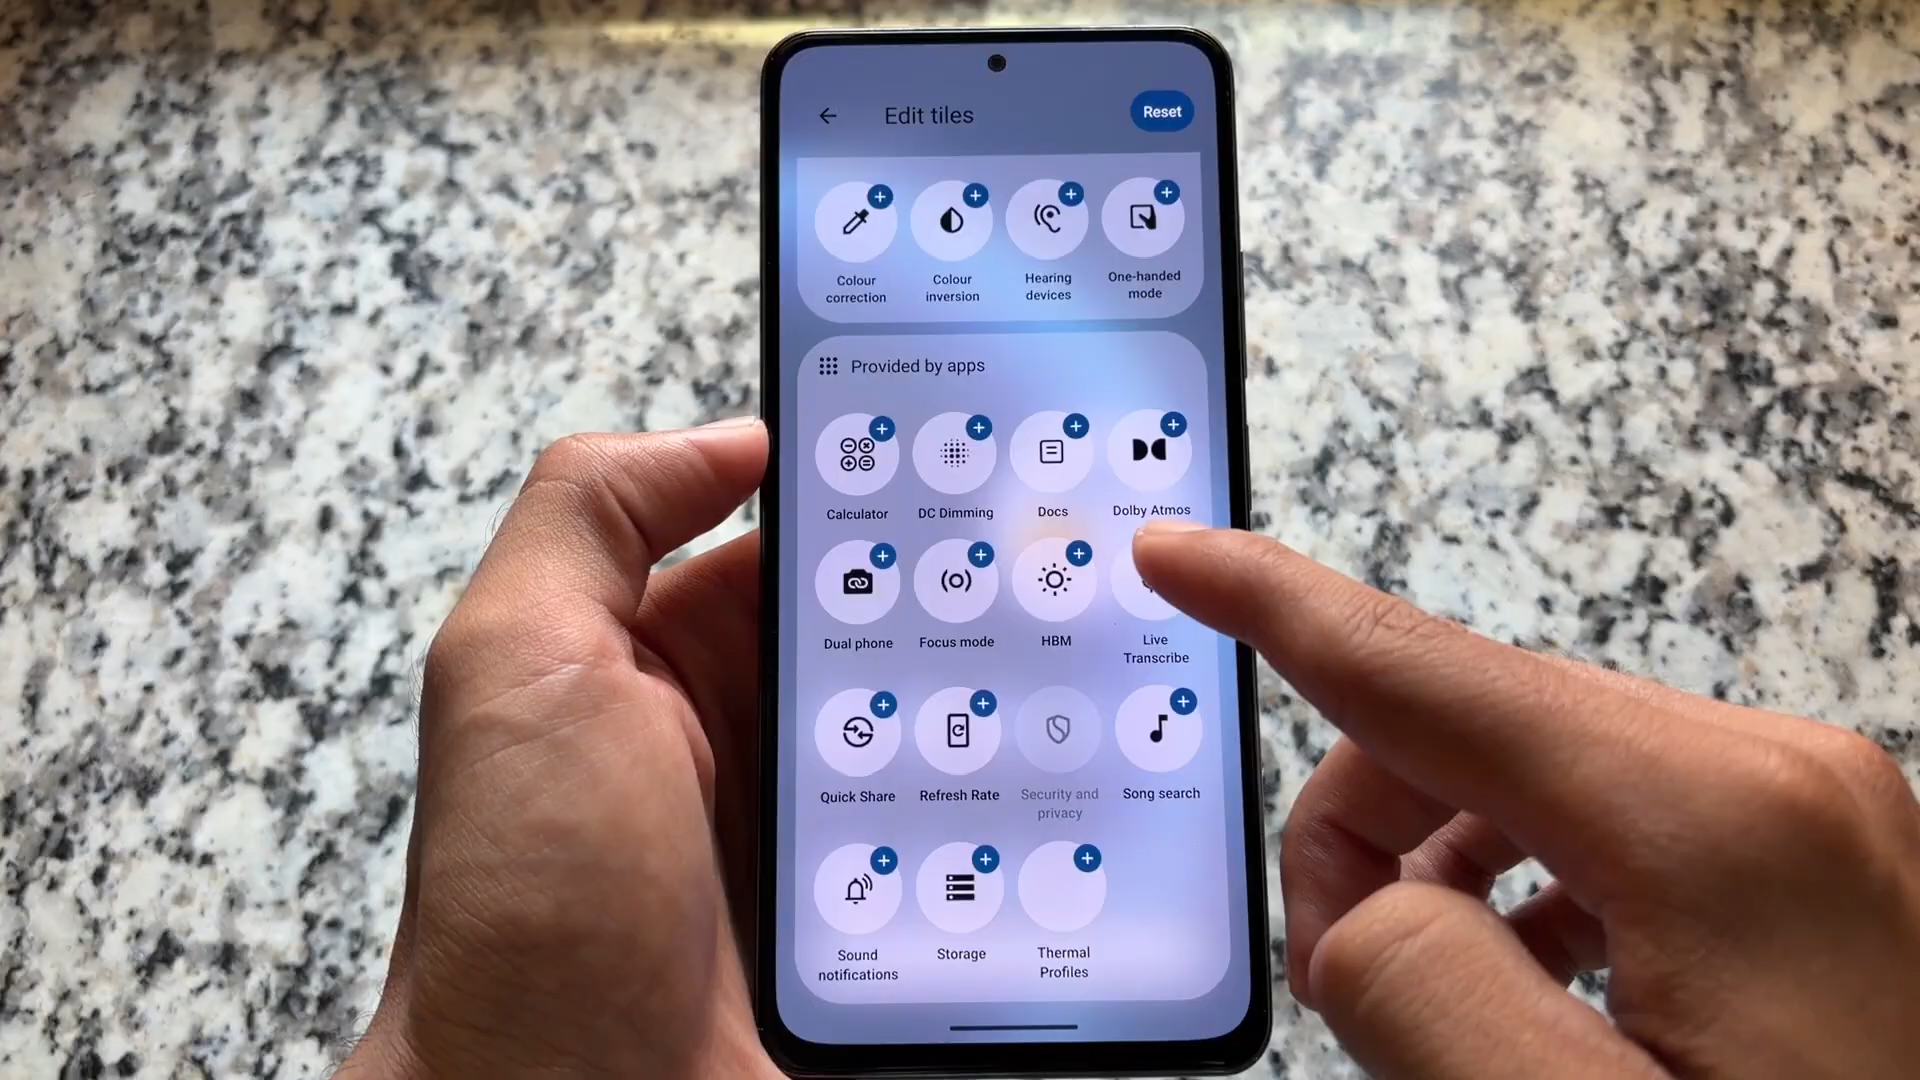 Edit tiles
Reset
Colour
correction
Colour
inversion
Hearing
devices
One-handed
mode
Provided by apps
Calculator
DC Dimming
Docs
Dolby Atmos
Dual phone
Focus mode
HBM
Live
Transcribe
Quick Share
Refresh Rate
Security and
privacy
Song search
Sound
notifications
Storage
Thermal
Profiles